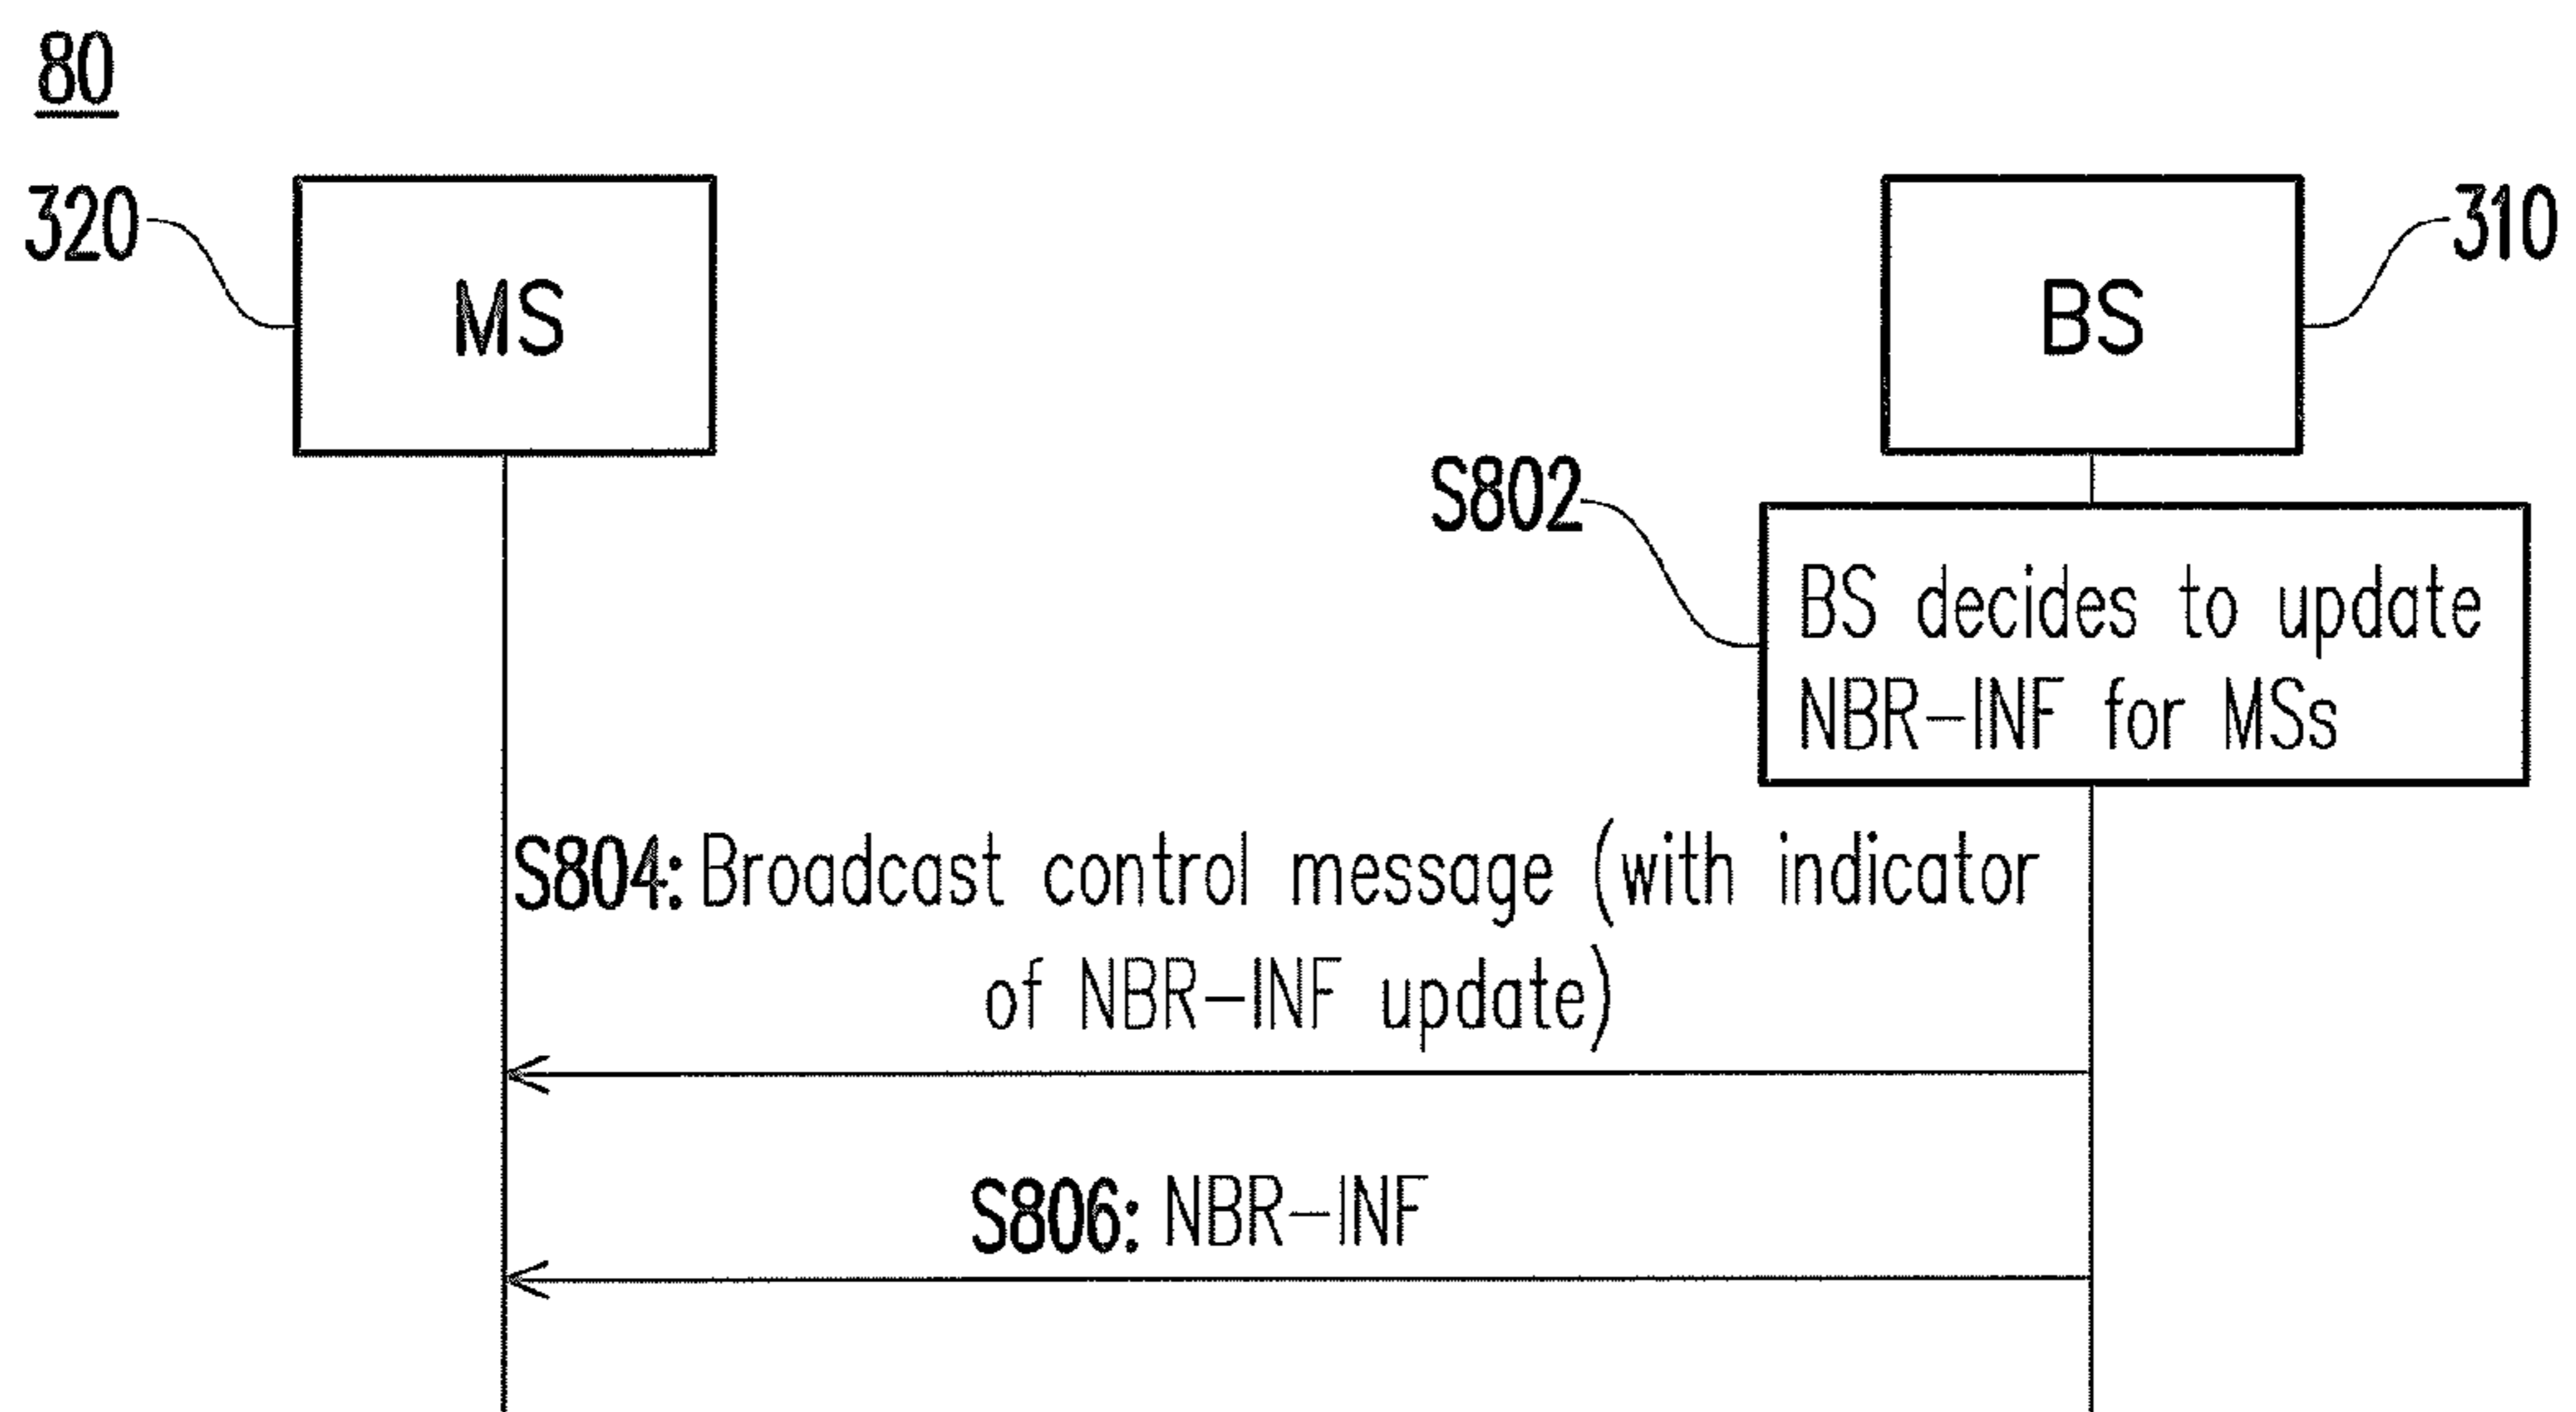 80
320
MS
BS
310
S802
BS decides to update
NBR-INF for MSs
S804: Broadcast control message (with indicator
of NBR-INF update)
S806: NBR-INF